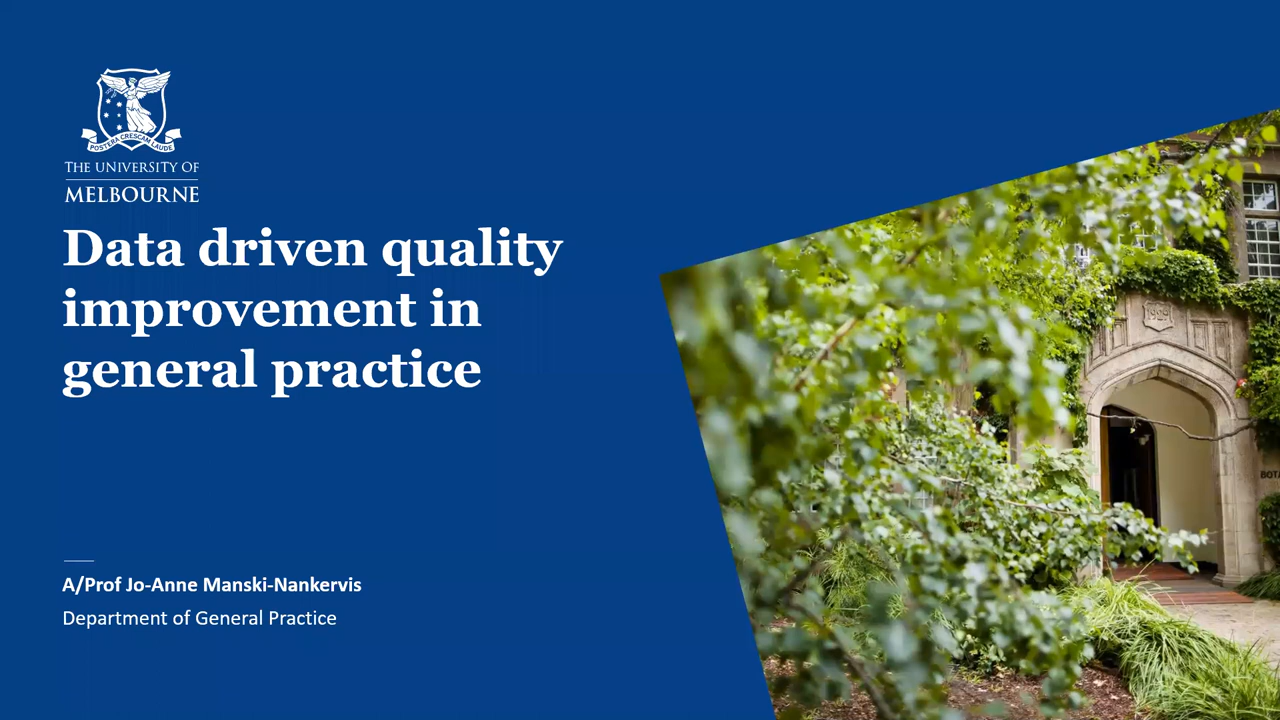 POSTERA CRESCAM LAUDE
THE UNIVERSITY OF
MELBOURNE
Data driven quality
improvement in
general practice
A/Prof Jo-Anne Manski-Nankervis
Department of General Practice
1929